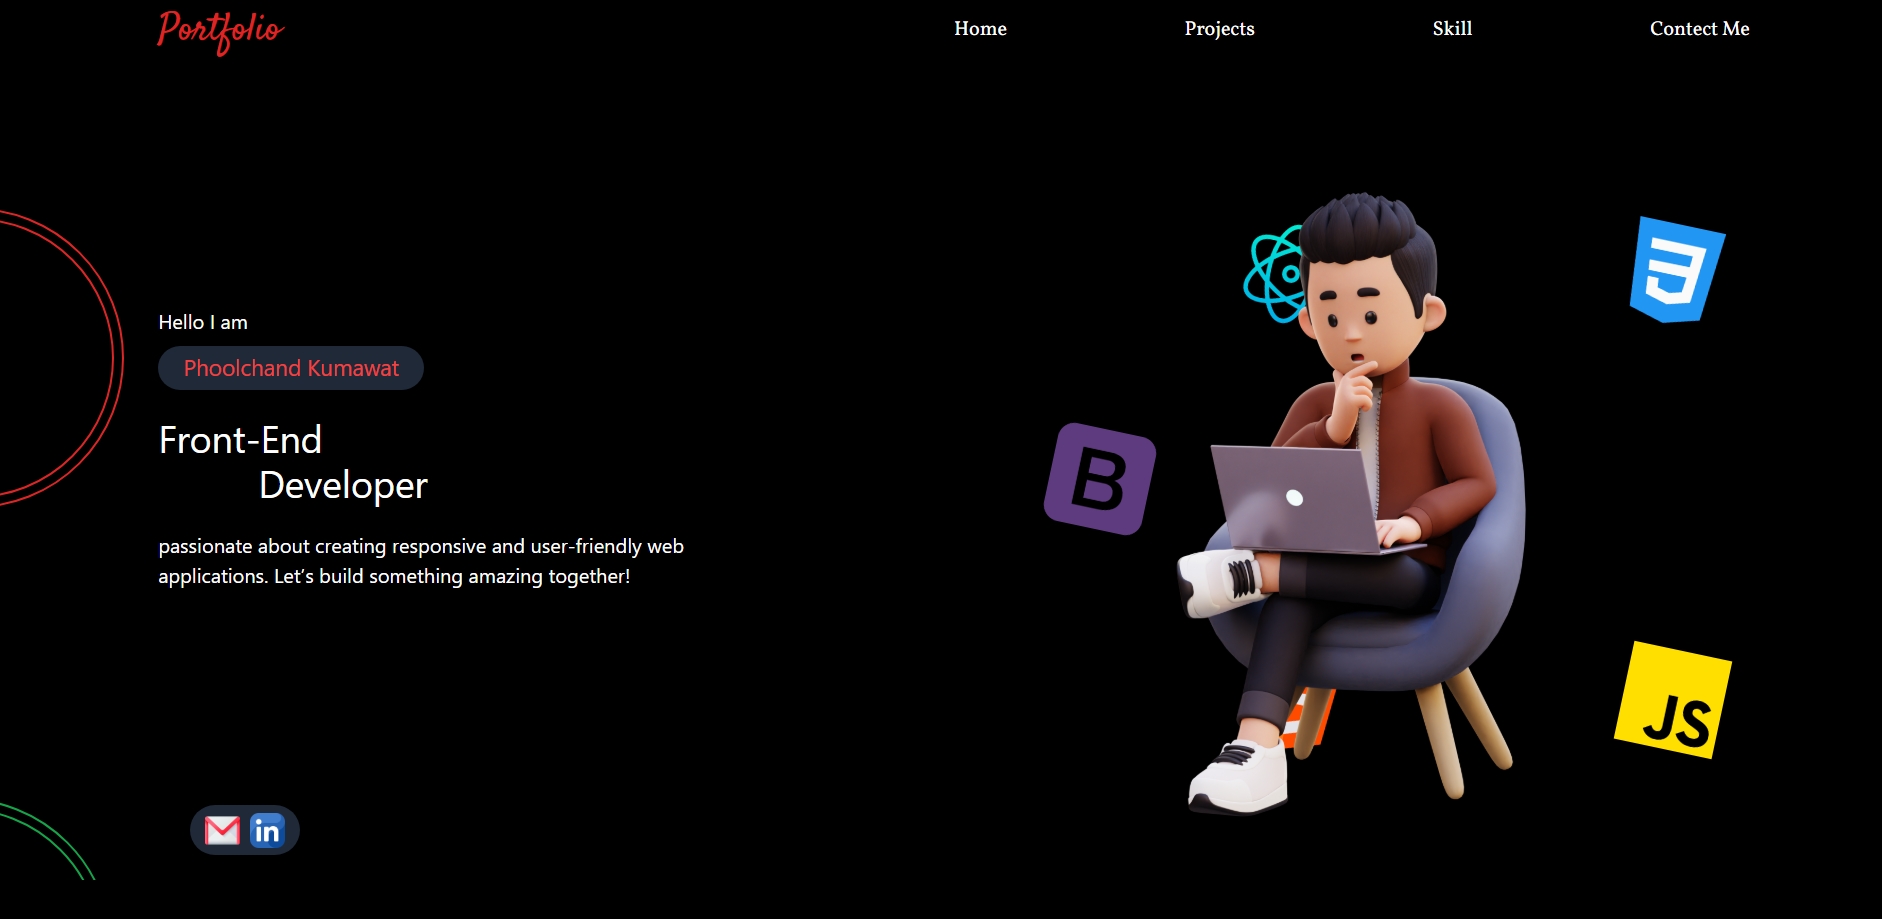 Portfolio
Home
Projects
Skill
Contect Me
Hello I am
Phoolchand Kumawat
Front-End
Developer
passionate about creating responsive and user-friendly web
applications. Let's build something amazing together!
B
JS
in